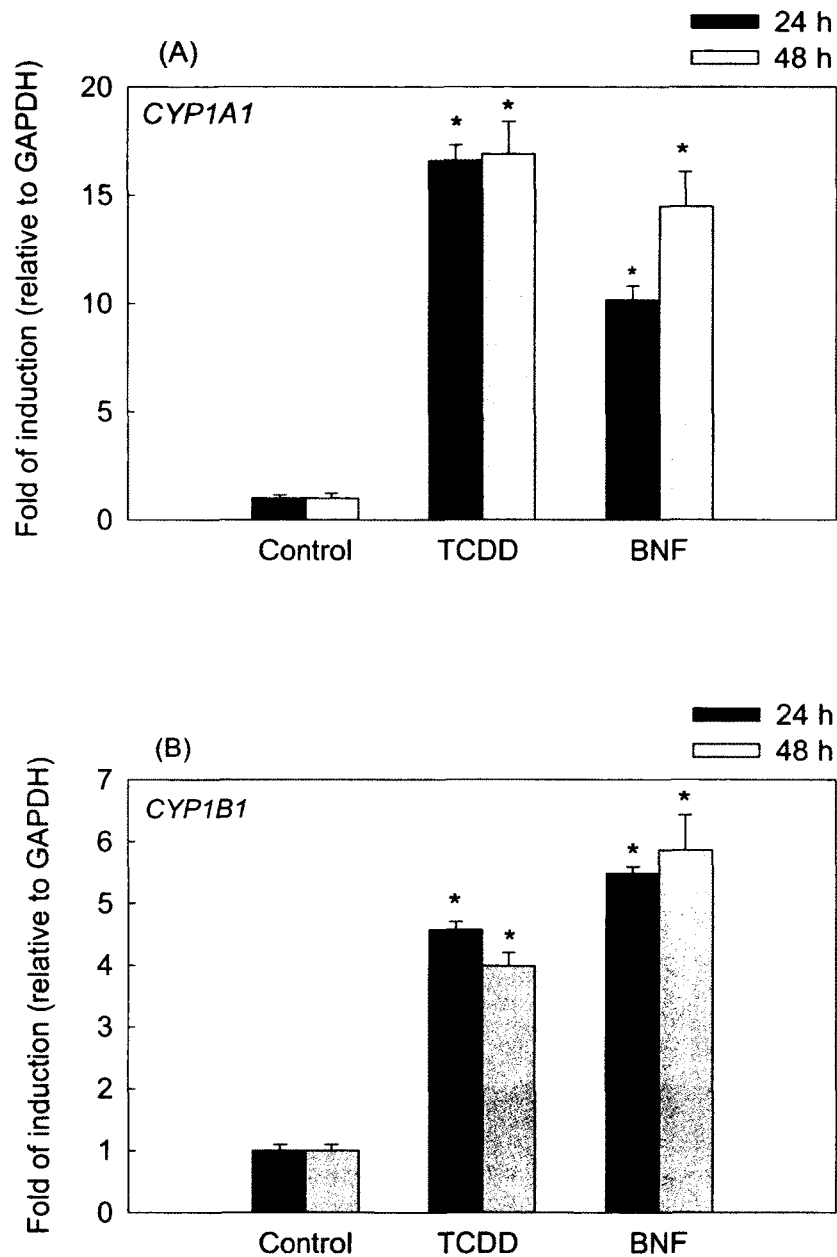 (A)
24 h
48 h
CYP1A1
Fold of induction (relative to GAPDH)
20
15
10
5
0
* * * *
Control TCDD BNF
(B)
24 h
48 h
CYP1B1
Fold of induction (relative to GAPDH)
7
6
5
4
3
2
1
0
* * * *
Control TCDD BNF